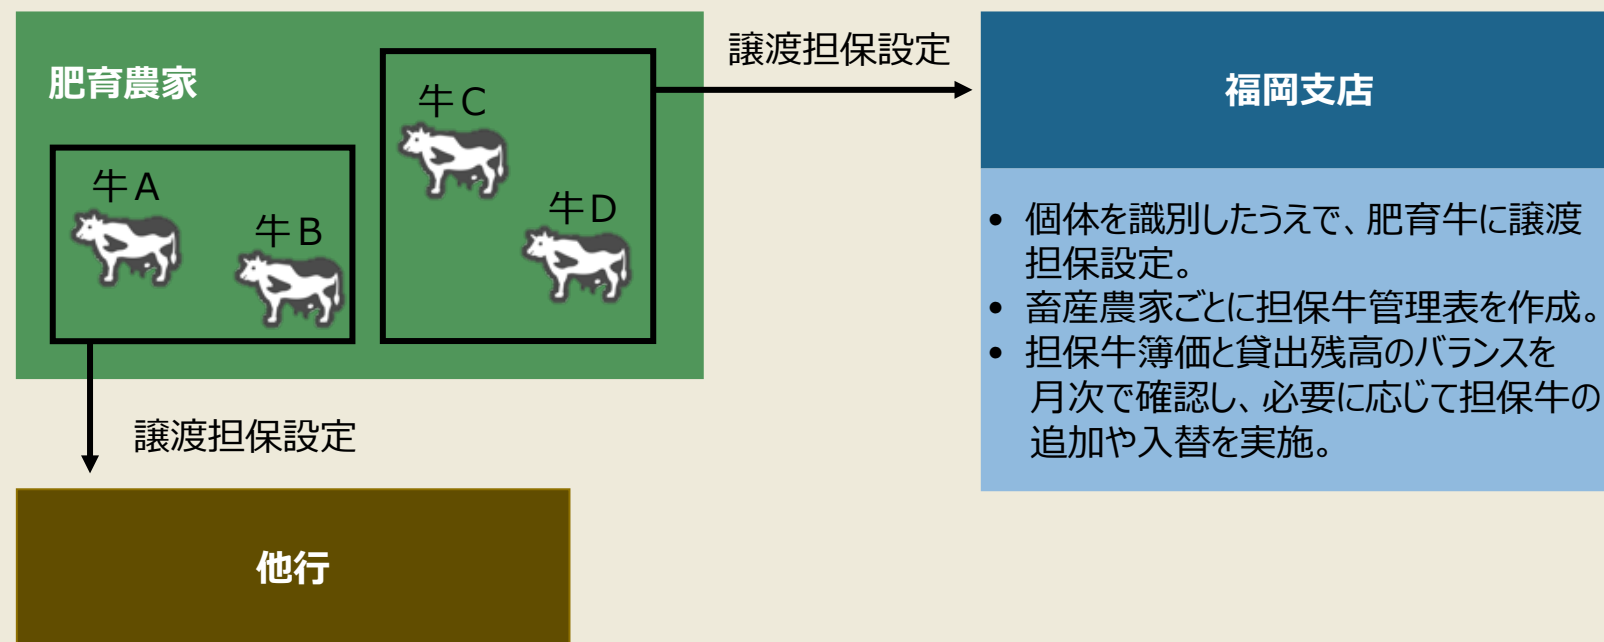 肥育農家
牛A
牛B
牛C
牛D
譲渡担保設定
福岡支店
• 個体を識別したうえで、肥育牛に譲渡
担保設定。
• 畜産農家ごとに担保牛管理表を作成。
• 担保牛簿価と貸出残高のバランスを
月次で確認し、必要に応じて担保牛の
追加や入替を実施。
譲渡担保設定
他行